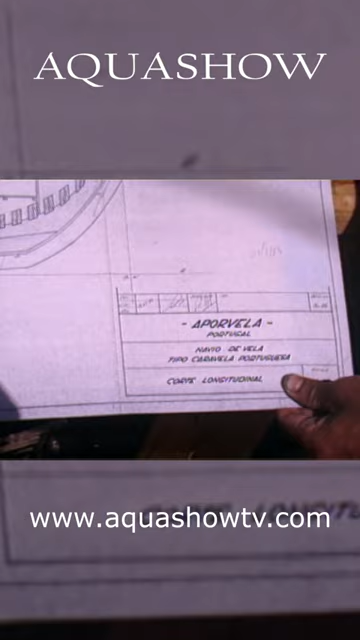 AQUASHOW
- APORVELA -
PORTUGAL
NAVIO DE VELA
TIPO CARAVELA PORTUGUESA
CORTE LONGITUDINAL
www.aquashowtv.com